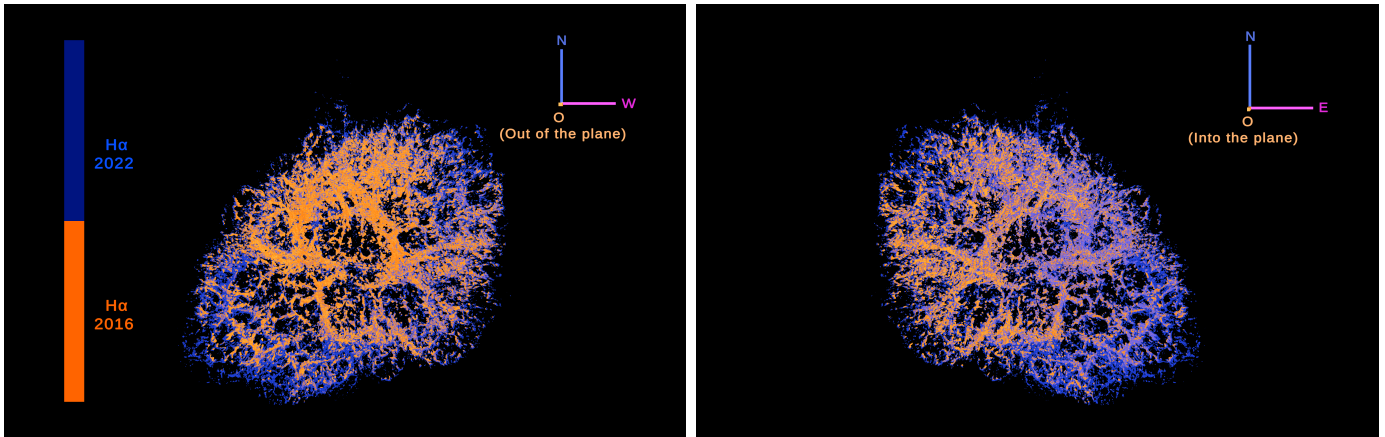 Hα
2022
Hα
2016
N
W
O
(Out of the plane)
N
E
O
(Into the plane)